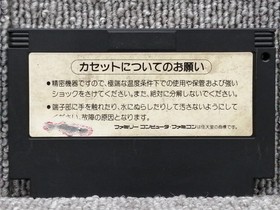 カセットについてのお願い
●精密機器ですので、極端な温度条件下での使用や保管および強い
ショックをさけてください。また、絶対に分解しないでください。
●端子部に手を触れたり、水にぬらしたりして汚さないようにして
ください。故障の原因となります。
ファミリーコンピュータ・ファミコンは任天堂の商標です。